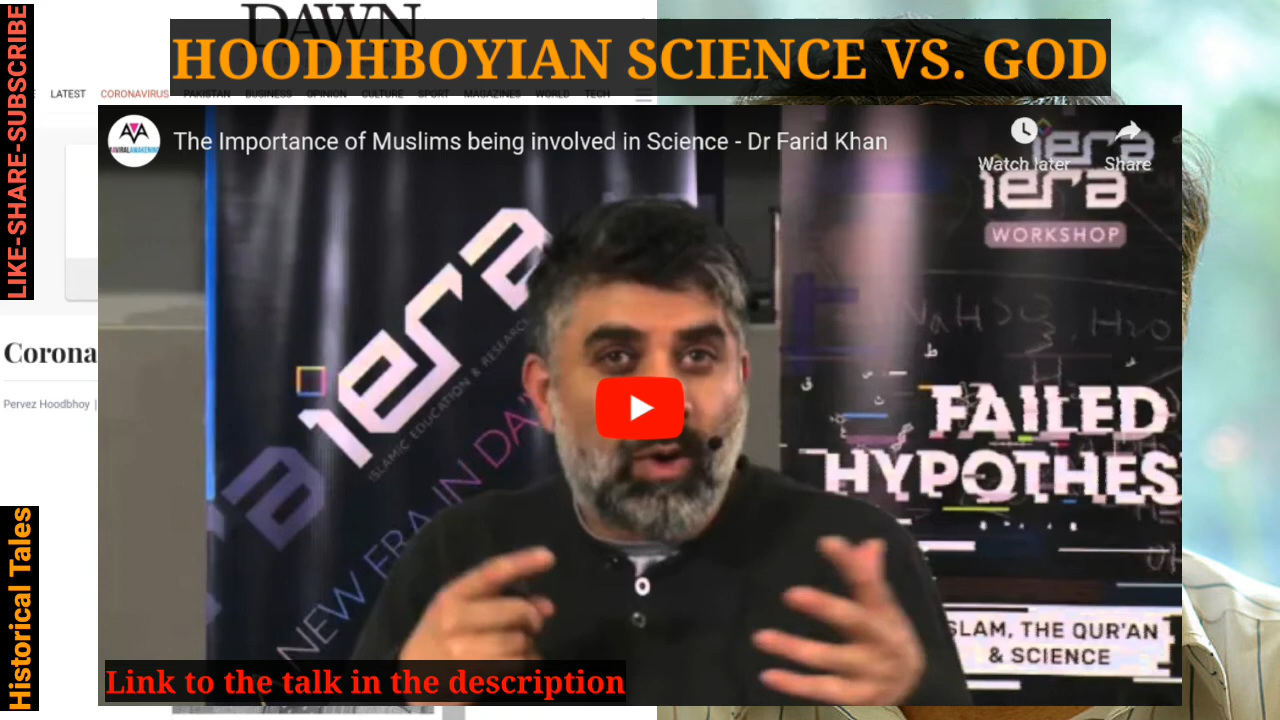 DAWN
HOODHBOYIAN SCIENCE VS. GOD
LATEST CORONAVIRUS PAKISTAN BUSINESS OPINION CULTURE SPORT MAGAZINES WORLD TECH
LIKE-SHARE-SUBSCRIBE
The Importance of Muslims being involved in Science - Dr Farid Khan
Watch later Share
iera
iera
WORKSHOP
iera
ISLAMIC EDUCATION & RESEARCH
NEW ERA IN DA
FAILED
HYPOTHES
SLAM, THE QUR'AN
& SCIENCE
Corona
Pervez Hoodbhoy |
Historical Tales
Link to the talk in the description